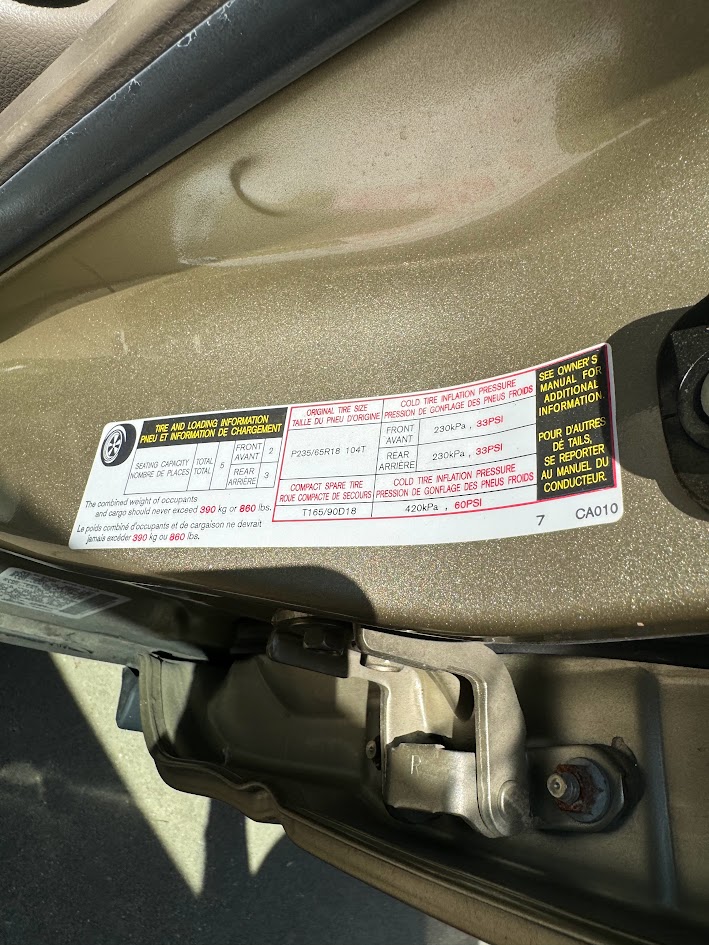 TIRE AND LOADING INFORMATION
PNEU ET INFORMATION DE CHARGEMENT
SEATING CAPACITY
NOMBRE DE PLACES
TOTAL
TOTAL
5
FRONT
AVANT
2
REAR
ARRIÈRE
3
The combined weight of occupants
and cargo should never exceed 390 kg or 860 lbs.
Le poids combiné d'occupants et de cargaison ne devrait
jamais excéder 390 kg ou 860 lbs.
ORIGINAL TIRE SIZE
TAILLE DU PNEU D'ORIGINE
P235/65R18 104T
COLD TIRE INFLATION PRESSURE
PRESSION DE GONFLAGE DES PNEUS FROIDS
FRONT
AVANT
230kPa , 33PSI
REAR
ARRIÈRE
230kPa , 33PSI
COMPACT SPARE TIRE
ROUE COMPACTE DE SECOURS
T165/90D18
COLD TIRE INFLATION PRESSURE
PRESSION DE GONFLAGE DES PNEUS FROIDS
420kPa , 60PSI
SEE OWNER'S
MANUAL FOR
ADDITIONAL
INFORMATION.
POUR D'AUTRES
DÉ TAILS,
SE REPORTER
AU MANUEL DU
CONDUCTEUR.
7 CA010